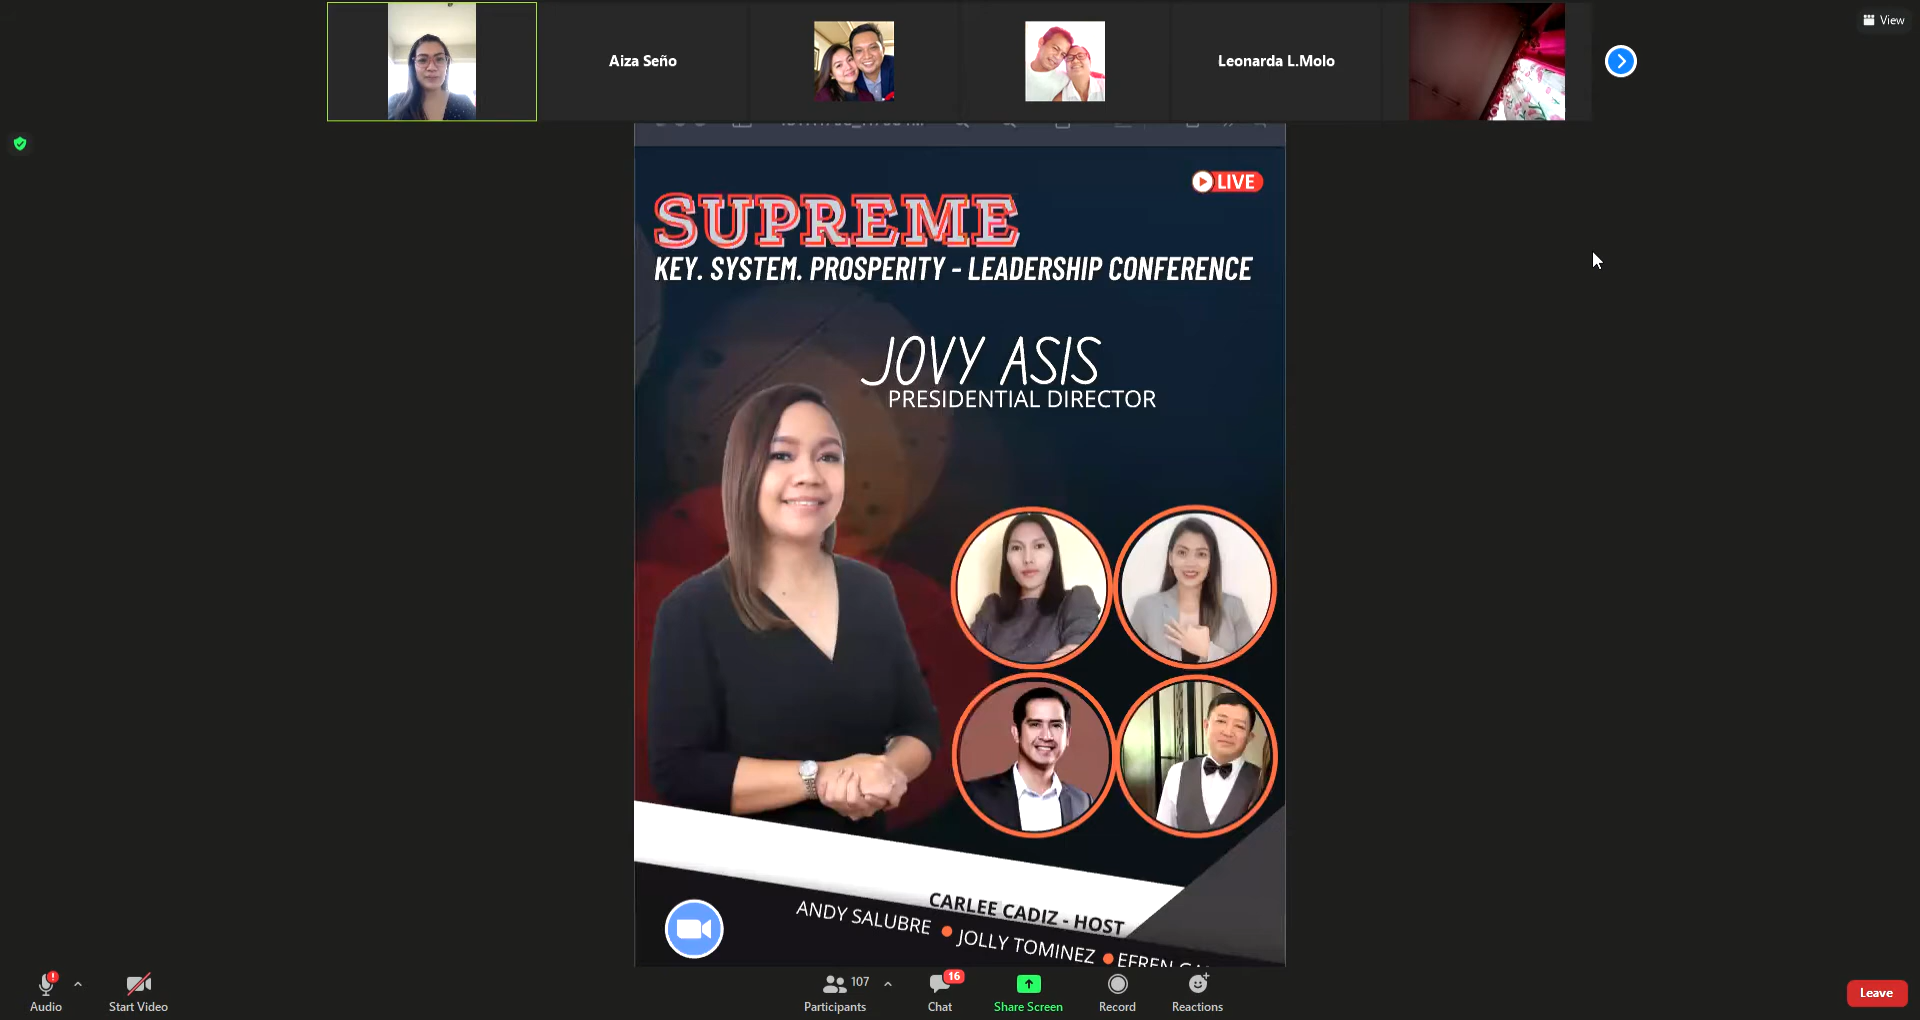 View
Aiza Seño
Leonarda L.Molo
LIVE
SUPREME
KEY. SYSTEM. PROSPERITY - LEADERSHIP CONFERENCE
JOVY ASIS
PRESIDENTIAL DIRECTOR
CARLEE CADIZ - HOST
ANDY SALUBRE
JOLLY TOMINEZ
EFREN
Audio
Start Video
107
Participants
16
Chat
Share Screen
Record
Reactions
Leave